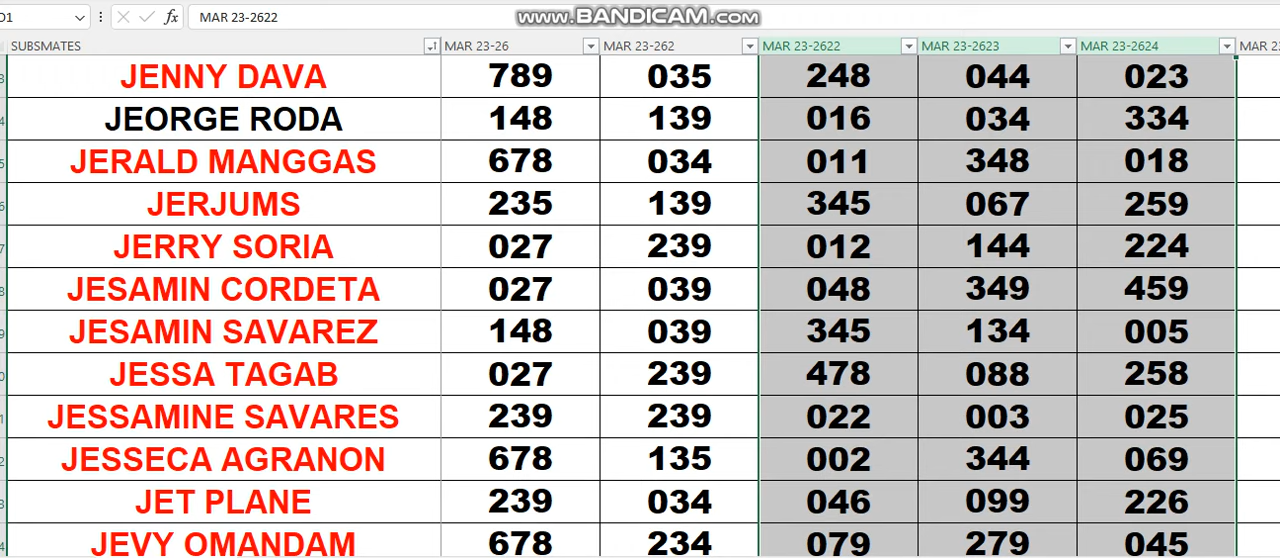 www.BANDICAM.com
D1 fx MAR 23-2622
SUBSMATES MAR 23-26 MAR 23-262 MAR 23-2622 MAR 23-2623 MAR 23-2624 MAR 23
JENNY DAVA 789 035 248 044 023
JEORGE RODA 148 139 016 034 334
JERALD MANGGAS 678 034 011 348 018
JERJUMS 235 139 345 067 259
JERRY SORIA 027 239 012 144 224
JESAMIN CORDETA 027 039 048 349 459
JESAMIN SAVAREZ 148 039 345 134 005
JESSA TAGAB 027 239 478 088 258
JESSAMINE SAVARES 239 239 022 003 025
JESSECA AGRANON 678 135 002 344 069
JET PLANE 239 034 046 099 226
JEVY OMANDAM 678 234 079 279 045